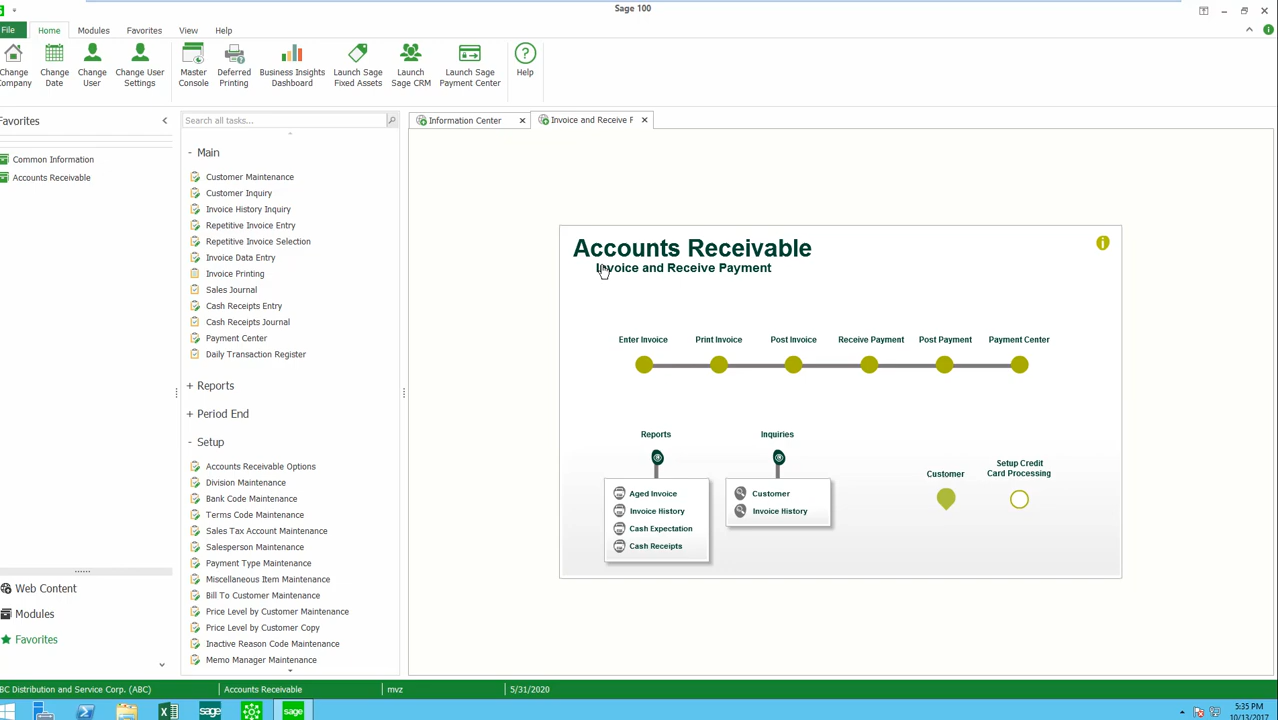 Sage 100
File
Home
Modules
Favorites
View
Help
Change Company
Change Date
Change User
Change User Settings
Master Console
Deferred Printing
Business Insights Dashboard
Launch Sage Fixed Assets
Launch Sage CRM
Launch Sage Payment Center
Help
Favorites
Common Information
Accounts Receivable
Web Content
Modules
Favorites
Search all tasks...
- Main
Customer Maintenance
Customer Inquiry
Invoice History Inquiry
Repetitive Invoice Entry
Repetitive Invoice Selection
Invoice Data Entry
Invoice Printing
Sales Journal
Cash Receipts Entry
Cash Receipts Journal
Payment Center
Daily Transaction Register
+ Reports
+ Period End
- Setup
Accounts Receivable Options
Division Maintenance
Bank Code Maintenance
Terms Code Maintenance
Sales Tax Account Maintenance
Salesperson Maintenance
Payment Type Maintenance
Miscellaneous Item Maintenance
Bill To Customer Maintenance
Price Level by Customer Maintenance
Price Level by Customer Copy
Inactive Reason Code Maintenance
Memo Manager Maintenance
Information Center
Invoice and Receive P
Accounts Receivable
Invoice and Receive Payment
Enter Invoice
Print Invoice
Post Invoice
Receive Payment
Post Payment
Payment Center
Reports
Aged Invoice
Invoice History
Cash Expectation
Cash Receipts
Inquiries
Customer
Invoice History
Customer
Setup Credit
Card Processing
BC Distribution and Service Corp. (ABC)
Accounts Receivable
mvz
5/31/2020
sage
sage
5:35 PM
10/13/2017